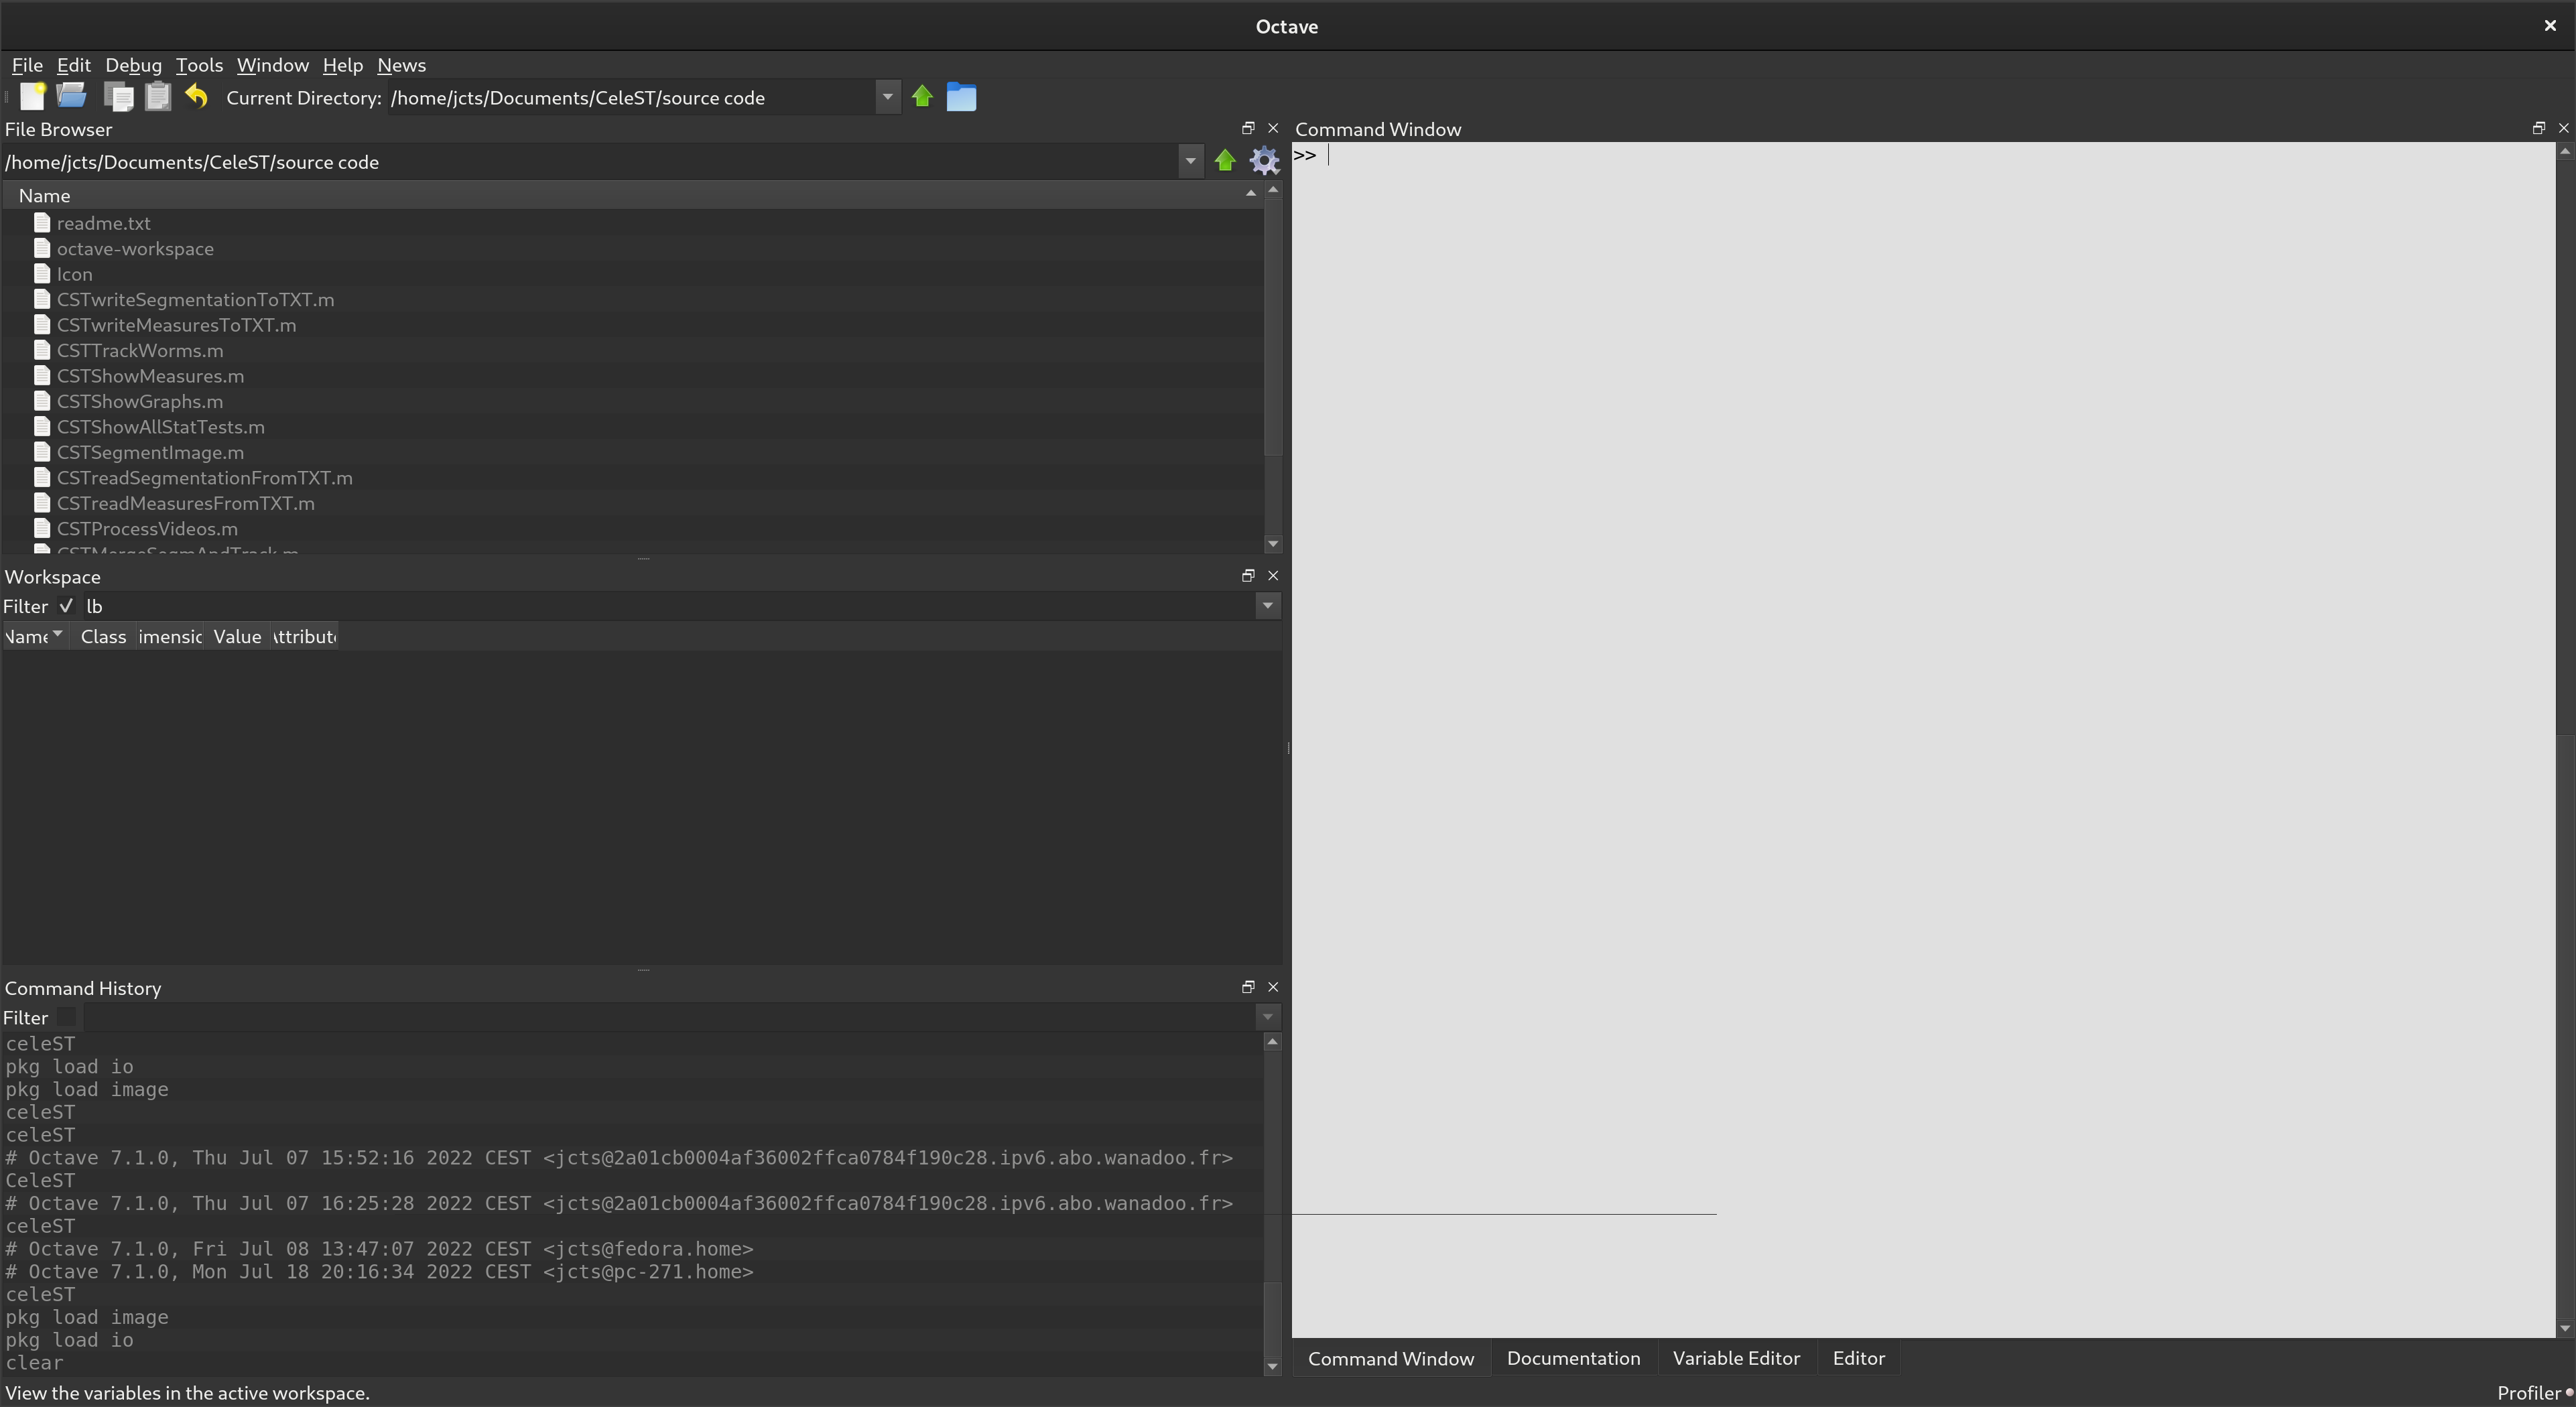 Octave
File Edit Debug Tools Window Help News
Current Directory: /home/jcts/Documents/CeleST/source code
File Browser
/home/jcts/Documents/CeleST/source code
Name
readme.txt
octave-workspace
Icon
CSTwriteSegmentationToTXT.m
CSTwriteMeasuresToTXT.m
CSTTrackWorms.m
CSTShowMeasures.m
CSTShowGraphs.m
CSTShowAllStatTests.m
CSTSegmentImage.m
CSTreadSegmentationFromTXT.m
CSTreadMeasuresFromTXT.m
CSTProcessVideos.m
CSTMergeSegmAndTrack.m
Workspace
Filter lb
Name Class imensio Value Attribute
Command History
Filter
celeST
pkg load io
pkg load image
celeST
celeST
# Octave 7.1.0, Thu Jul 07 15:52:16 2022 CEST <jcts@2a01cb0004af36002ffca0784f190c28.ipv6.abo.wanadoo.fr>
CeleST
# Octave 7.1.0, Thu Jul 07 16:25:28 2022 CEST <jcts@2a01cb0004af36002ffca0784f190c28.ipv6.abo.wanadoo.fr>
celeST
# Octave 7.1.0, Fri Jul 08 13:47:07 2022 CEST <jcts@fedora.home>
# Octave 7.1.0, Mon Jul 18 20:16:34 2022 CEST <jcts@pc-271.home>
celeST
pkg load image
pkg load io
clear
View the variables in the active workspace.
Command Window
>>
Command Window Documentation Variable Editor Editor
Profiler